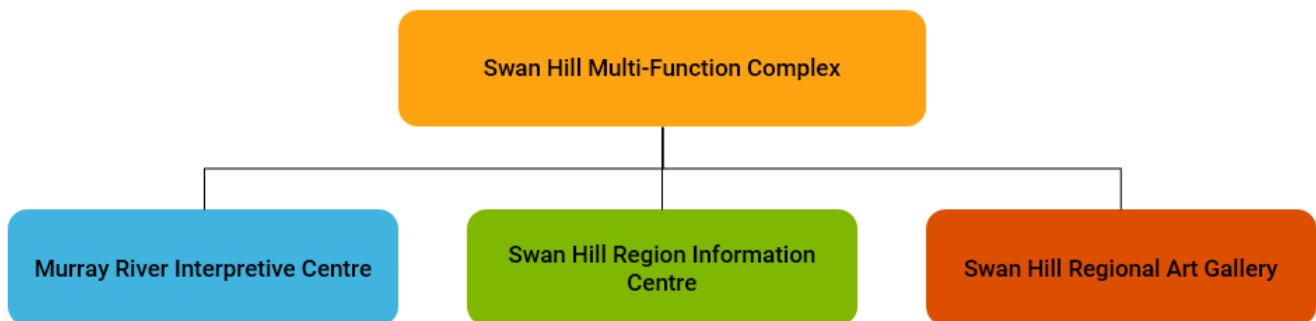 Swan Hill Multi-Function Complex
Murray River Interpretive Centre
Swan Hill Region Information
Centre
Swan Hill Regional Art Gallery